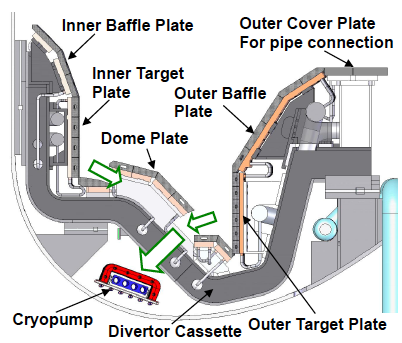 Inner Baffle Plate
Outer Cover Plate
For pipe connection
Inner Target
Plate
Outer Baffle
Plate
Dome Plate
Cryopump
Divertor Cassette
Outer Target Plate